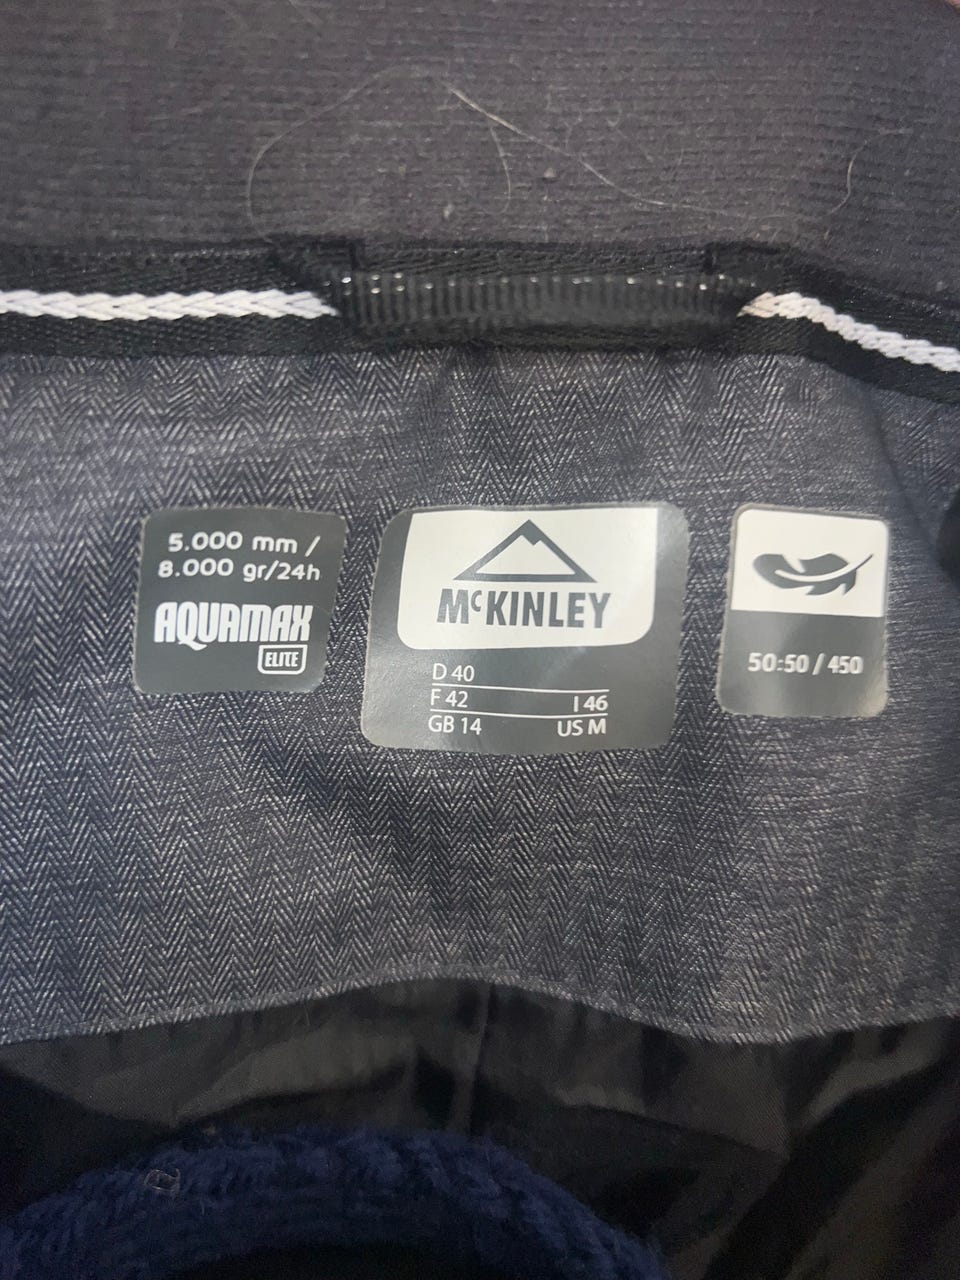 5.000 mm /
8.000 gr/24h
AQUAMAX
ELITE
McKINLEY
D 40
F 42 I 46
GB 14 US M
50:50 / 450